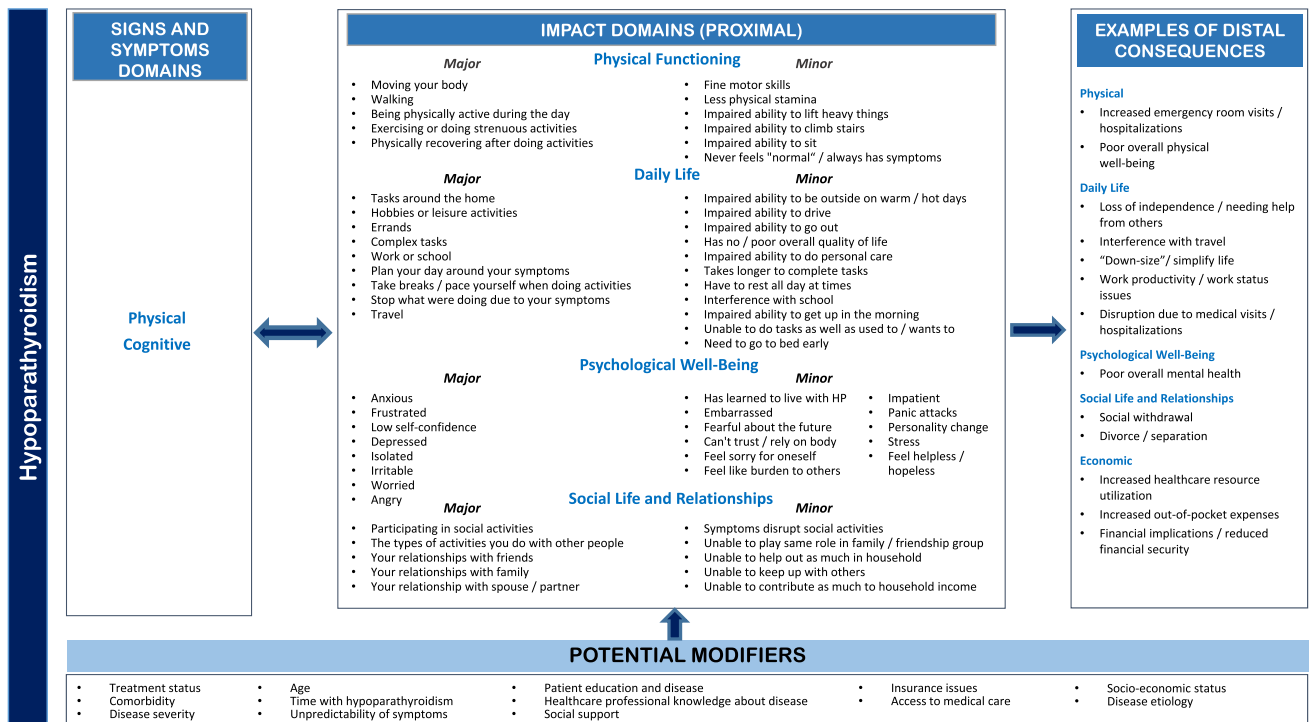 Hypoparathyroidism
SIGNS AND
SYMPTOMS
DOMAINS
Physical
Cognitive
IMPACT DOMAINS (PROXIMAL)
Physical Functioning
Major
• Moving your body
• Walking
• Being physically active during the day
• Exercising or doing strenuous activities
• Physically recovering after doing activities
Minor
• Fine motor skills
• Less physical stamina
• Impaired ability to lift heavy things
• Impaired ability to climb stairs
• Impaired ability to sit
• Never feels "normal“ / always has symptoms
Daily Life
Major
• Tasks around the home
• Hobbies or leisure activities
• Errands
• Complex tasks
• Work or school
• Plan your day around your symptoms
• Take breaks / pace yourself when doing activities
• Stop what were doing due to your symptoms
• Travel
Minor
• Impaired ability to be outside on warm / hot days
• Impaired ability to drive
• Impaired ability to go out
• Has no / poor overall quality of life
• Impaired ability to do personal care
• Takes longer to complete tasks
• Have to rest all day at times
• Interference with school
• Impaired ability to get up in the morning
• Unable to do tasks as well as used to / wants to
• Need to go to bed early
Psychological Well-Being
Major
• Anxious
• Frustrated
• Low self-confidence
• Depressed
• Isolated
• Irritable
• Worried
• Angry
Minor
• Has learned to live with HP
• Embarrassed
• Fearful about the future
• Can't trust / rely on body
• Feel sorry for oneself
• Feel like burden to others
• Impatient
• Panic attacks
• Personality change
• Stress
• Feel helpless /
hopeless
Social Life and Relationships
Major
• Participating in social activities
• The types of activities you do with other people
• Your relationships with friends
• Your relationships with family
• Your relationship with spouse / partner
Minor
• Symptoms disrupt social activities
• Unable to play same role in family / friendship group
• Unable to help out as much in household
• Unable to keep up with others
• Unable to contribute as much to household income
EXAMPLES OF DISTAL
CONSEQUENCES
Physical
• Increased emergency room visits /
hospitalizations
• Poor overall physical
well-being
Daily Life
• Loss of independence / needing help
from others
• Interference with travel
• “Down-size”/ simplify life
• Work productivity / work status
issues
• Disruption due to medical visits /
hospitalizations
Psychological Well-Being
• Poor overall mental health
Social Life and Relationships
• Social withdrawal
• Divorce / separation
Economic
• Increased healthcare resource
utilization
• Increased out-of-pocket expenses
• Financial implications / reduced
financial security
POTENTIAL MODIFIERS
• Treatment status
• Comorbidity
• Disease severity
• Age
• Time with hypoparathyroidism
• Unpredictability of symptoms
• Patient education and disease
• Healthcare professional knowledge about disease
• Social support
• Insurance issues
• Access to medical care
• Socio-economic status
• Disease etiology